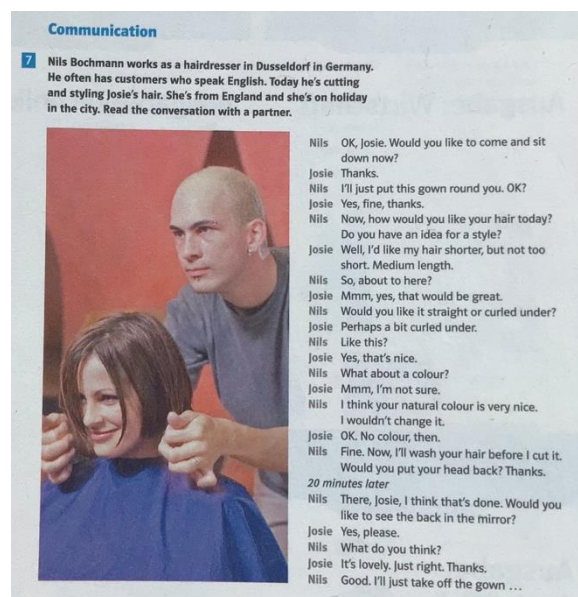 Communication
7 Nils Bochmann works as a hairdresser in Dusseldorf in Germany.
He often has customers who speak English. Today he's cutting
and styling Josie's hair. She's from England and she's on holiday
in the city. Read the conversation with a partner.
Nils OK, Josie. Would you like to come and sit
down now?
Josie Thanks.
Nils I'll just put this gown round you. OK?
Josie Yes, fine, thanks.
Nils Now, how would you like your hair today?
Do you have an idea for a style?
Josie Well, I'd like my hair shorter, but not too
short. Medium length.
Nils So, about to here?
Josie Mmm, yes, that would be great.
Nils Would you like it straight or curled under?
Josie Perhaps a bit curled under.
Nils Like this?
Josie Yes, that's nice.
Nils What about a colour?
Josie Mmm, I'm not sure.
Nils I think your natural colour is very nice.
I wouldn't change it.
Josie OK. No colour, then.
Nils Fine. Now, I'll wash your hair before I cut it.
Would you put your head back? Thanks.
20 minutes later
Nils There, Josie, I think that's done. Would you
like to see the back in the mirror?
Josie Yes, please.
Nils What do you think?
Josie It's lovely. Just right. Thanks.
Nils Good. I'll just take off the gown ...